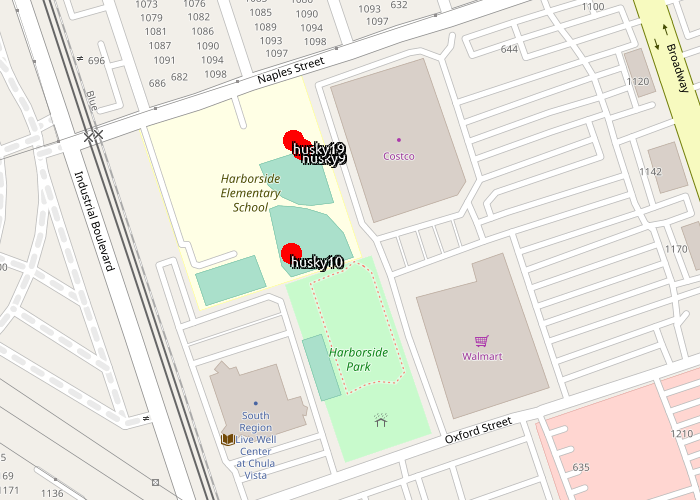 1073
1079
1081
1087
1091
696
686
682
1076
1082
1086
1090
1094
1098
1085
1089
1093
1097
1090
1094
1098
1093
1097
632
644
1100
1120
1142
1170
Broadway
Naples Street
Blue
Industrial Boulevard
husky19
husky9
Costco
Harborside
Elementary
School
husky10
Harborside
Park
Walmart
South
Region
Live Well
Center
at Chula
Vista
Oxford Street
635
1210
169
1171
1136